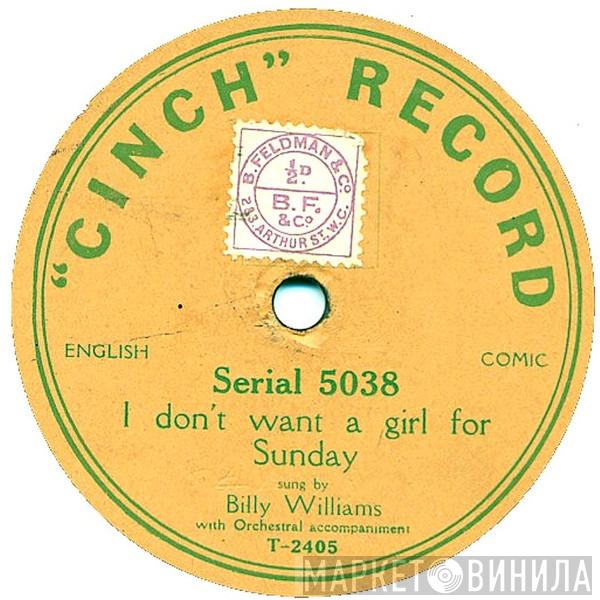 "CINCH" RECORD
B. FELDMAN & Co.
½D.
B. F.
& Co
2 & 3. ARTHUR ST. W.C.
ENGLISH
COMIC
Serial 5038
I don't want a girl for
Sunday
sung by
Billy Williams
with Orchestral accompaniment
T-2405
МАРКЕТ ВИНИЛА